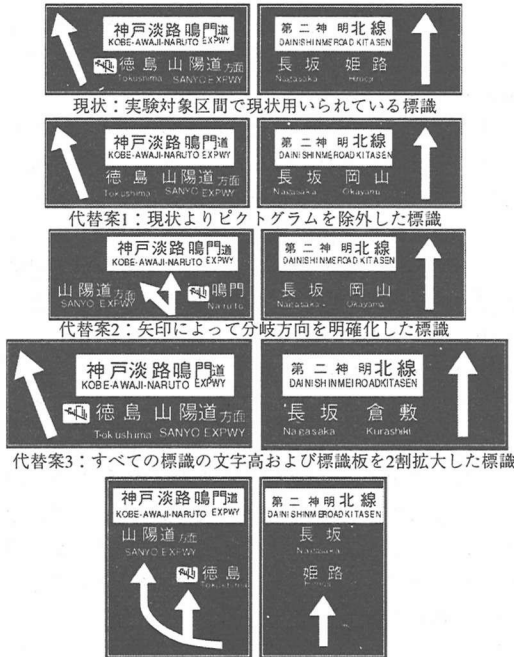 神戸淡路鳴門道
KOBE-AWAJI-NARUTO EXPWY
徳島 山陽道方面
Tokushima SANYO EXPWY
第二神明北線
DAINISHINMEROADKITASEN
長坂 姫路
Nagasaka Himeji
現状：実験対象区間で現状用いられている標識
神戸淡路鳴門道
KOBE-AWAJI-NARUTO EXPWY
徳島 山陽道方面
Tokushima SANYO EXPWY
第二神明北線
DAINISHINMEROADKITASEN
長坂 岡山
Nagasaka Okayama
代替案1：現状よりピクトグラムを除外した標識
神戸淡路鳴門道
KOBE-AWAJI-NARUTO EXPWY
山陽道方面 鳴門
SANYO EXPWY Naruto
第二神明北線
DAINISHINMEROADKITASEN
長坂 岡山
Nagasaka Okayama
代替案2：矢印によって分岐方向を明確化した標識
神戸淡路鳴門道
KOBE-AWAJI-NARUTO EXPWY
徳島 山陽道方面
Tokushima SANYO EXPWY
第二神明北線
DAINISHINMEIROADKITASEN
長坂 倉敷
Nagasaka Kurashiki
代替案3：すべての標識の文字高および標識板を2割拡大した標識
神戸淡路鳴門道
KOBE-AWAJI-NARUTO EXPWY
山陽道方面
SANYO EXPWY
徳島
Tokushima
第二神明北線
DAINISHINMEROADKITASEN
長坂
Nagasaka
姫路
Himeji